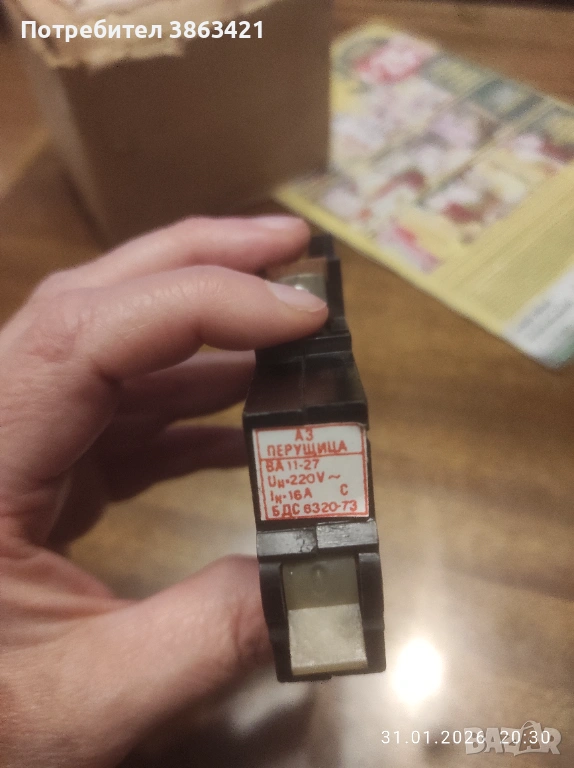 Потребител 3863421
АЗ
ПЕРУЩИЦА
ВА 11-27
Uн=220V~
Iн=16А С
БДС 6320-73
31.01.2026 20:30
BAZAR